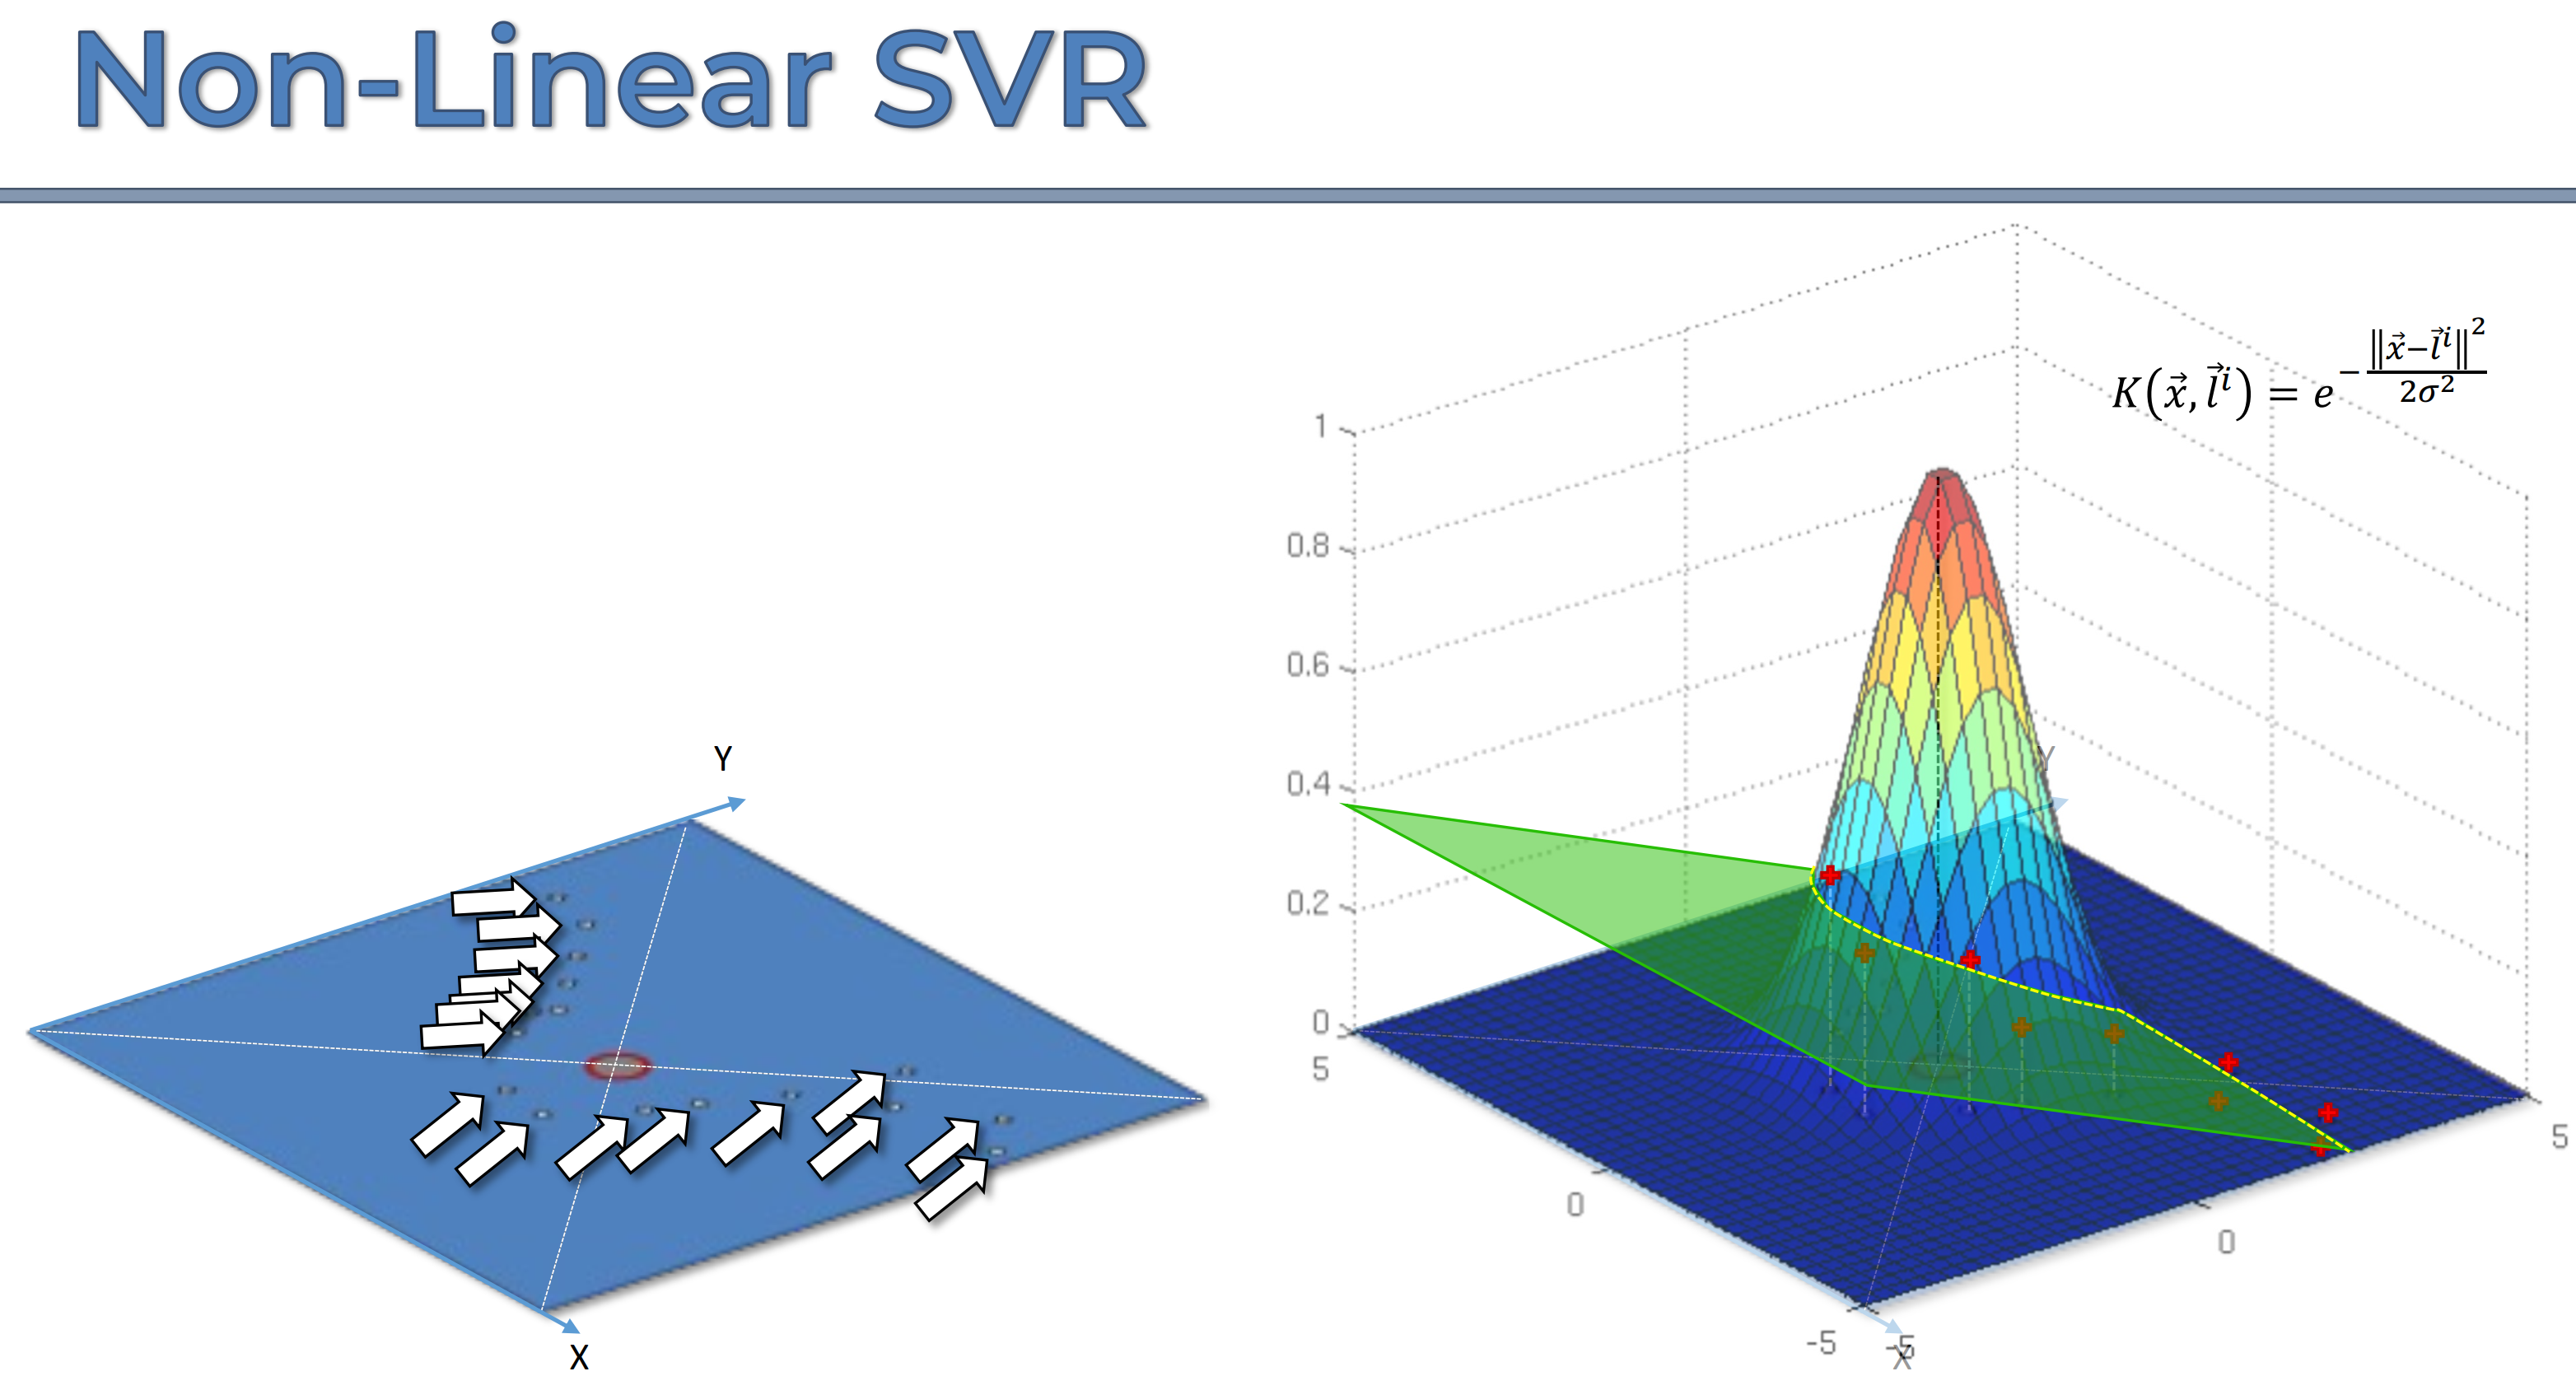 Non-Linear SVR
K(x⃗, l⃗ⁱ) = e^(−‖x⃗−l⃗ⁱ‖²/2σ²)
1
0.8
0.6
0.4
0.2
0
5
0
-5
-5
0
5
Y
X
Y
X